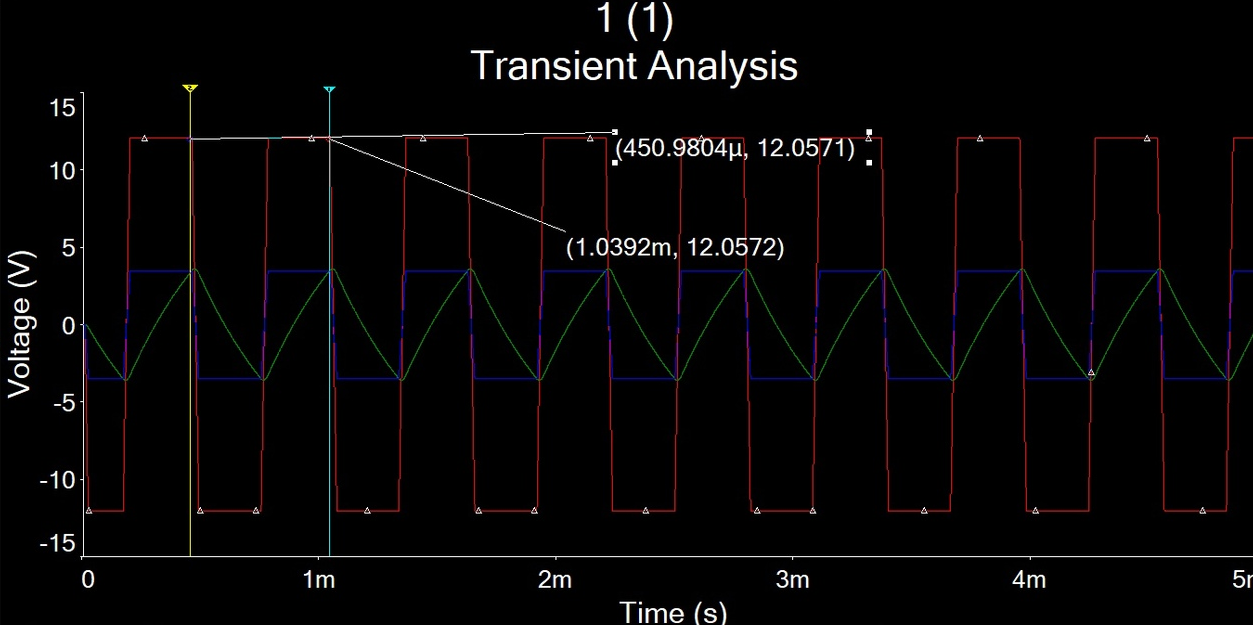 1 (1)
Transient Analysis
15
10
5
0
-5
-10
-15
Voltage (V)
(450.9804µ, 12.0571)
(1.0392m, 12.0572)
0
1m
2m
3m
4m
Time (s)